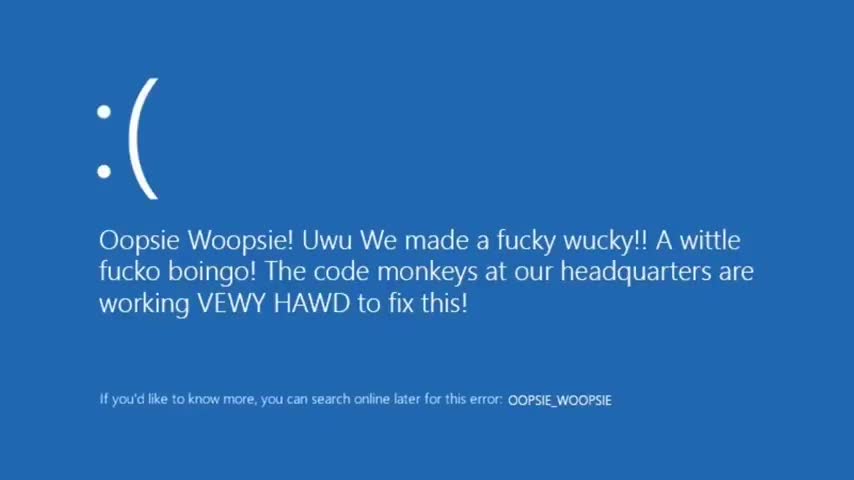 :(
Oopsie Woopsie! Uwu We made a fucky wucky!! A wittle
fucko boingo! The code monkeys at our headquarters are
working VEWY HAWD to fix this!
If you'd like to know more, you can search online later for this error: OOPSIE_WOOPSIE